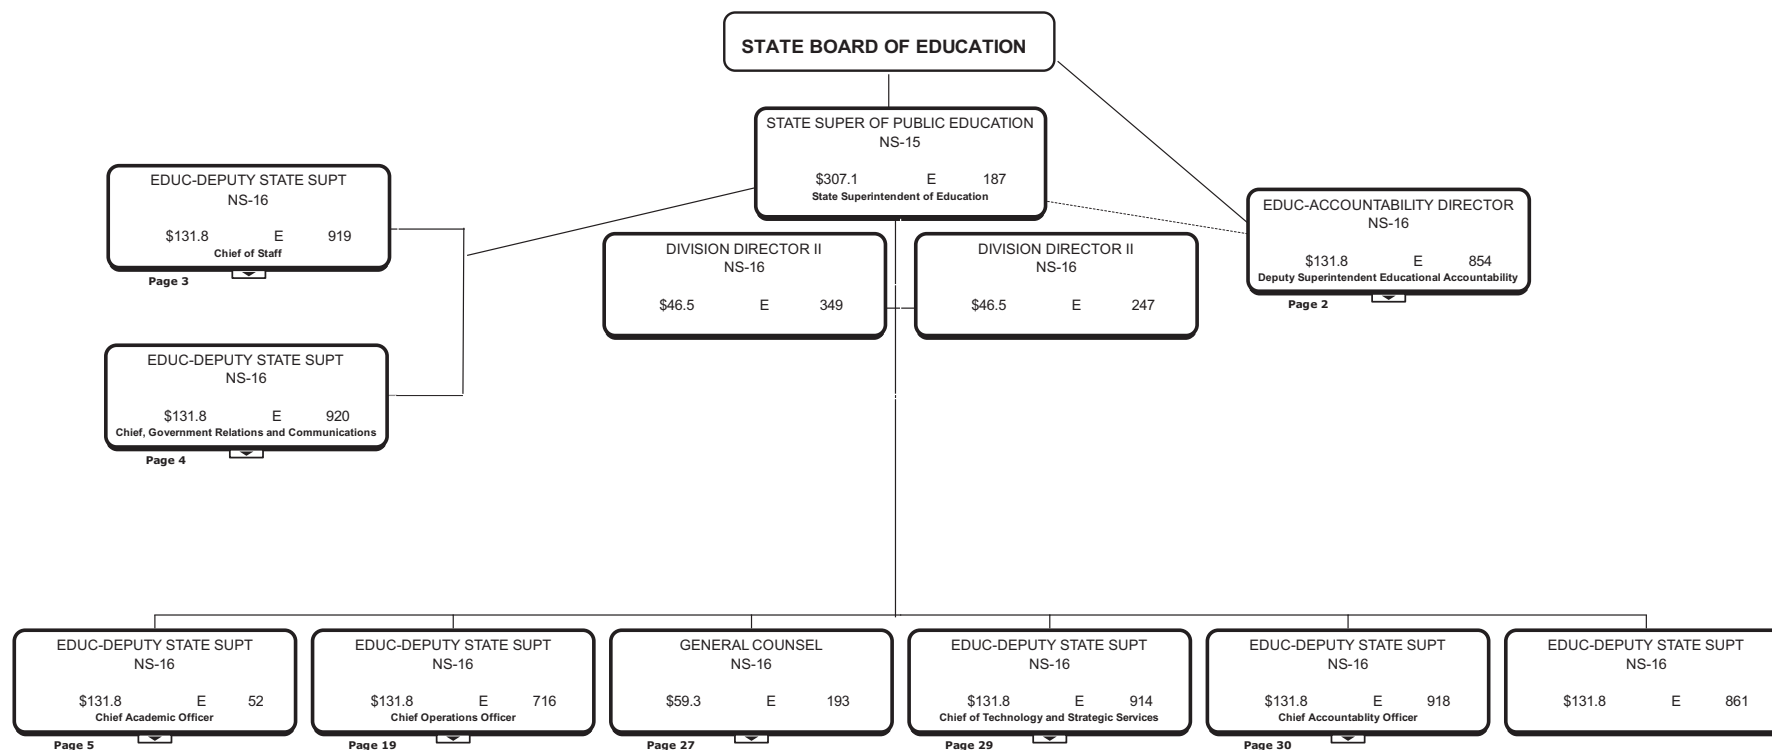 STATE BOARD OF EDUCATION
STATE SUPER OF PUBLIC EDUCATION
NS-15
$307.1 E 187
State Superintendent of Education
EDUC-DEPUTY STATE SUPT
NS-16
$131.8 E 919
Chief of Staff
Page 3
EDUC-ACCOUNTABILITY DIRECTOR
NS-16
$131.8 E 854
Deputy Superintendent Educational Accountability
Page 2
DIVISION DIRECTOR II
NS-16
$46.5 E 349
DIVISION DIRECTOR II
NS-16
$46.5 E 247
EDUC-DEPUTY STATE SUPT
NS-16
$131.8 E 920
Chief, Government Relations and Communications
Page 4
EDUC-DEPUTY STATE SUPT
NS-16
$131.8 E 52
Chief Academic Officer
Page 5
EDUC-DEPUTY STATE SUPT
NS-16
$131.8 E 716
Chief Operations Officer
Page 19
GENERAL COUNSEL
NS-16
$59.3 E 193
Page 27
EDUC-DEPUTY STATE SUPT
NS-16
$131.8 E 914
Chief of Technology and Strategic Services
Page 29
EDUC-DEPUTY STATE SUPT
NS-16
$131.8 E 918
Chief Accountablity Officer
Page 30
EDUC-DEPUTY STATE SUPT
NS-16
$131.8 E 861